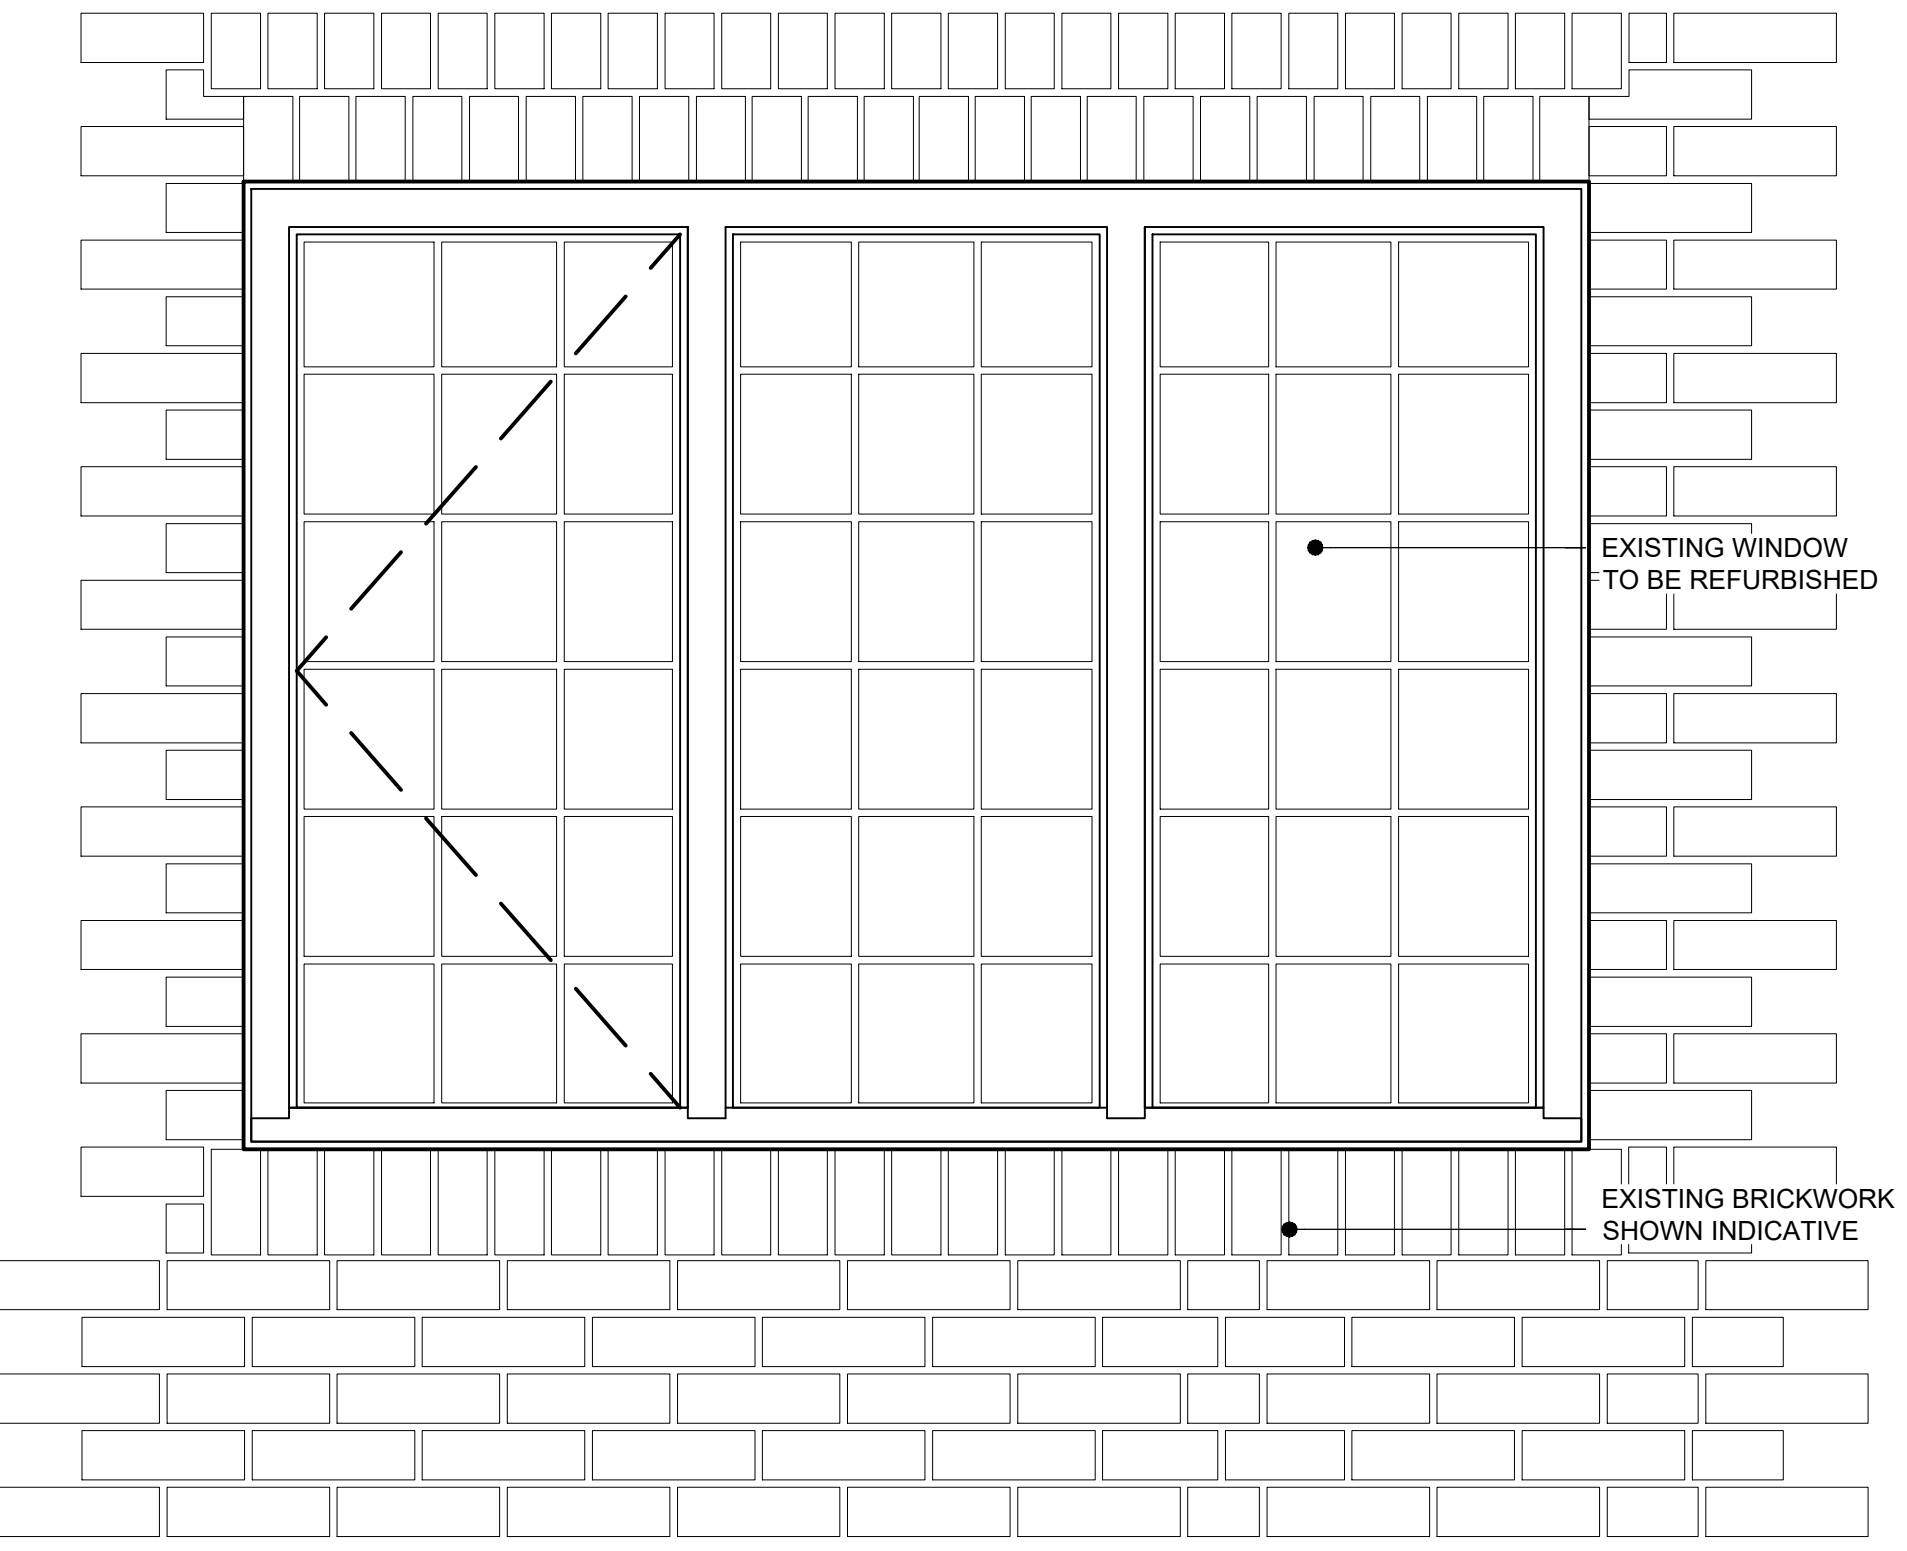 EXISTING WINDOW
TO BE REFURBISHED
EXISTING BRICKWORK
SHOWN INDICATIVE